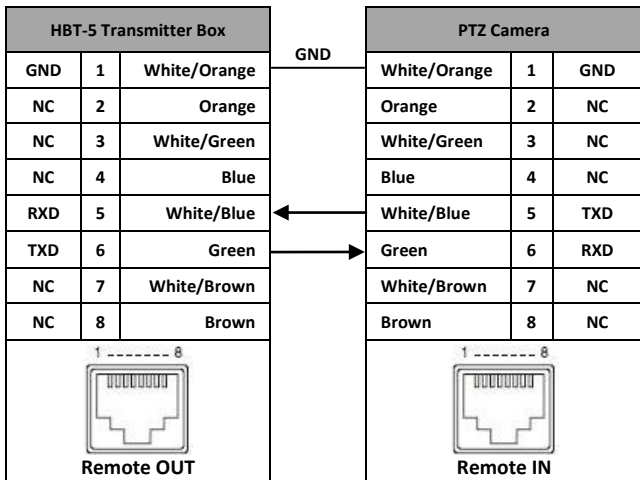 HBT-5 Transmitter Box PTZ Camera
GND
GND 1 White/Orange White/Orange 1 GND
NC 2 Orange Orange 2 NC
NC 3 White/Green White/Green 3 NC
NC 4 Blue Blue 4 NC
RXD 5 White/Blue White/Blue 5 TXD
TXD 6 Green Green 6 RXD
NC 7 White/Brown White/Brown 7 NC
NC 8 Brown Brown 8 NC
1 ------- 8 1 ------- 8
Remote OUT Remote IN